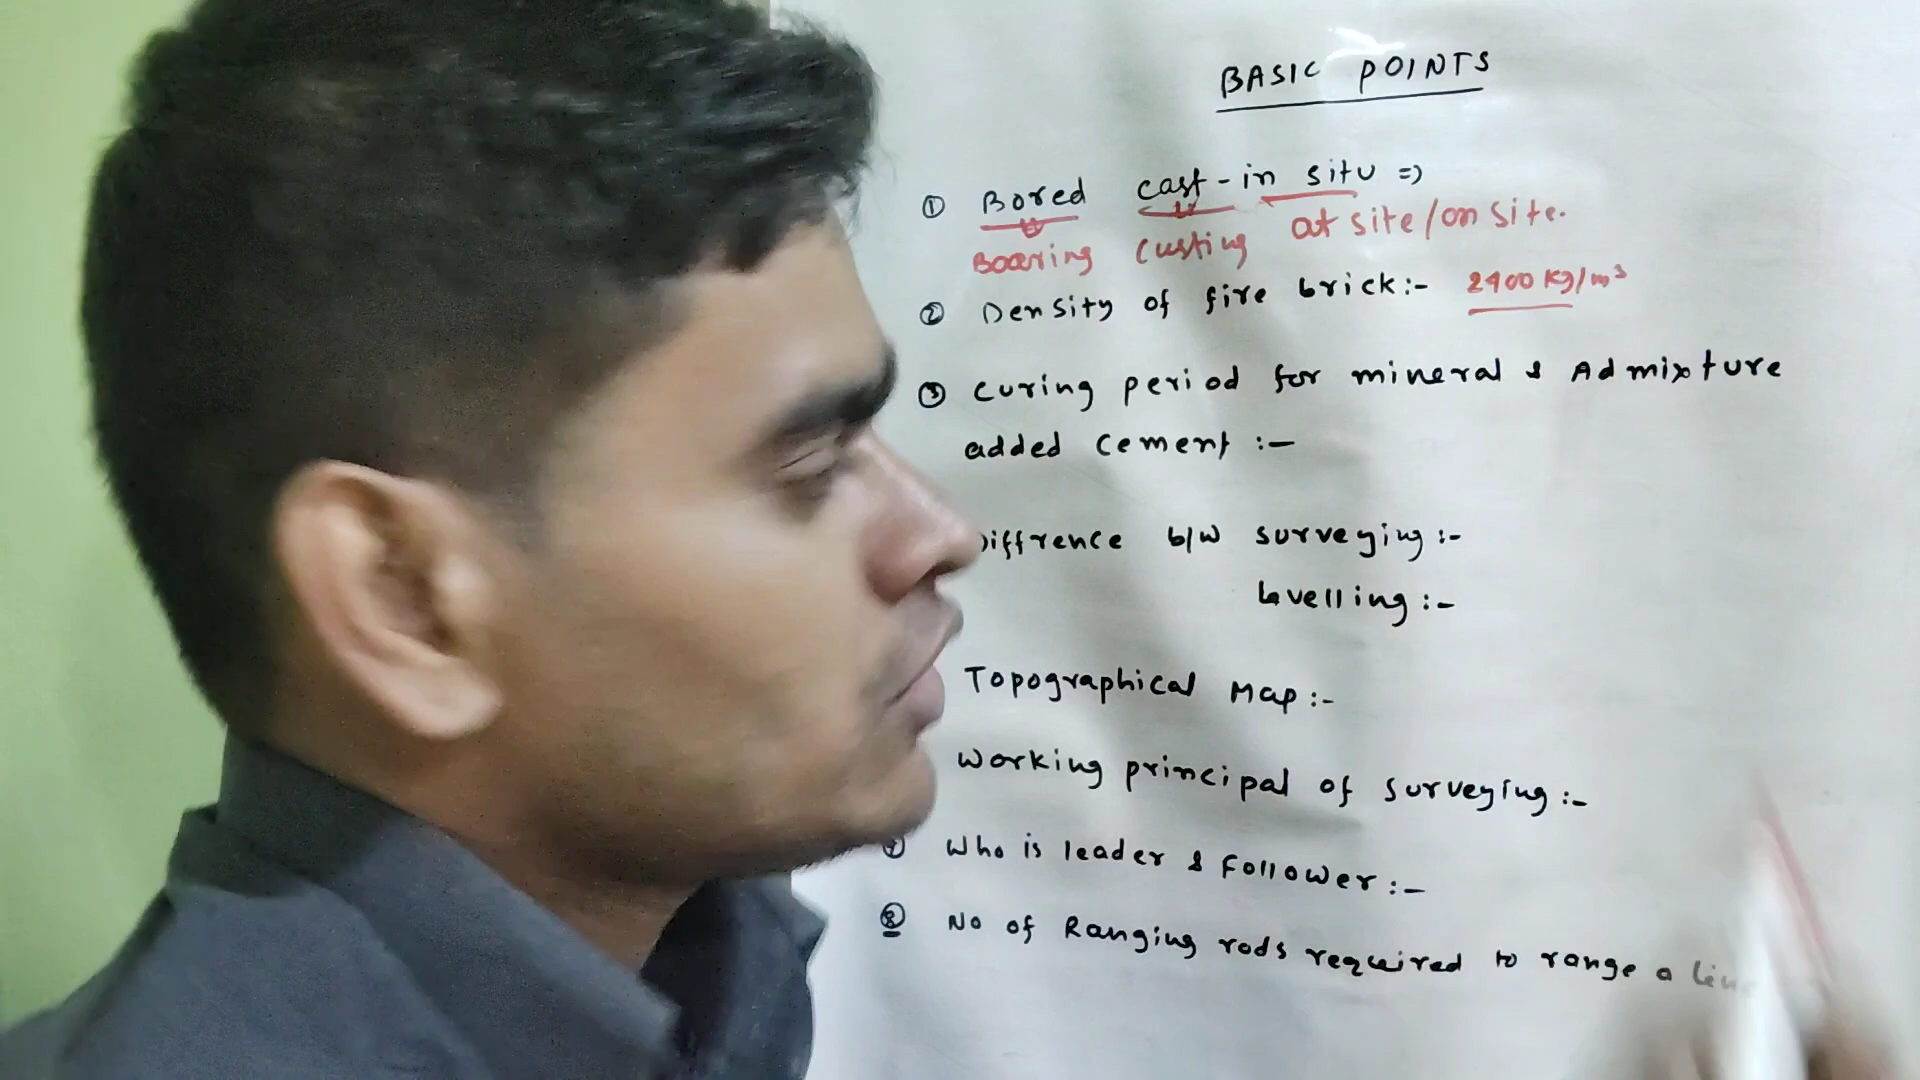 BASIC POINTS
① Bored cast-in situ =>
Boaring Custing at site/on site.
② Density of fire brick:- 2400 kg/m³
③ Curing period for mineral & Admixture
added cement :-
iffrence b/w surveying :-
Levelling :-
Topographical Map :-
Working principal of surveying :-
Who is leader & Follower :-
⑧ No of Ranging rods required to range a line